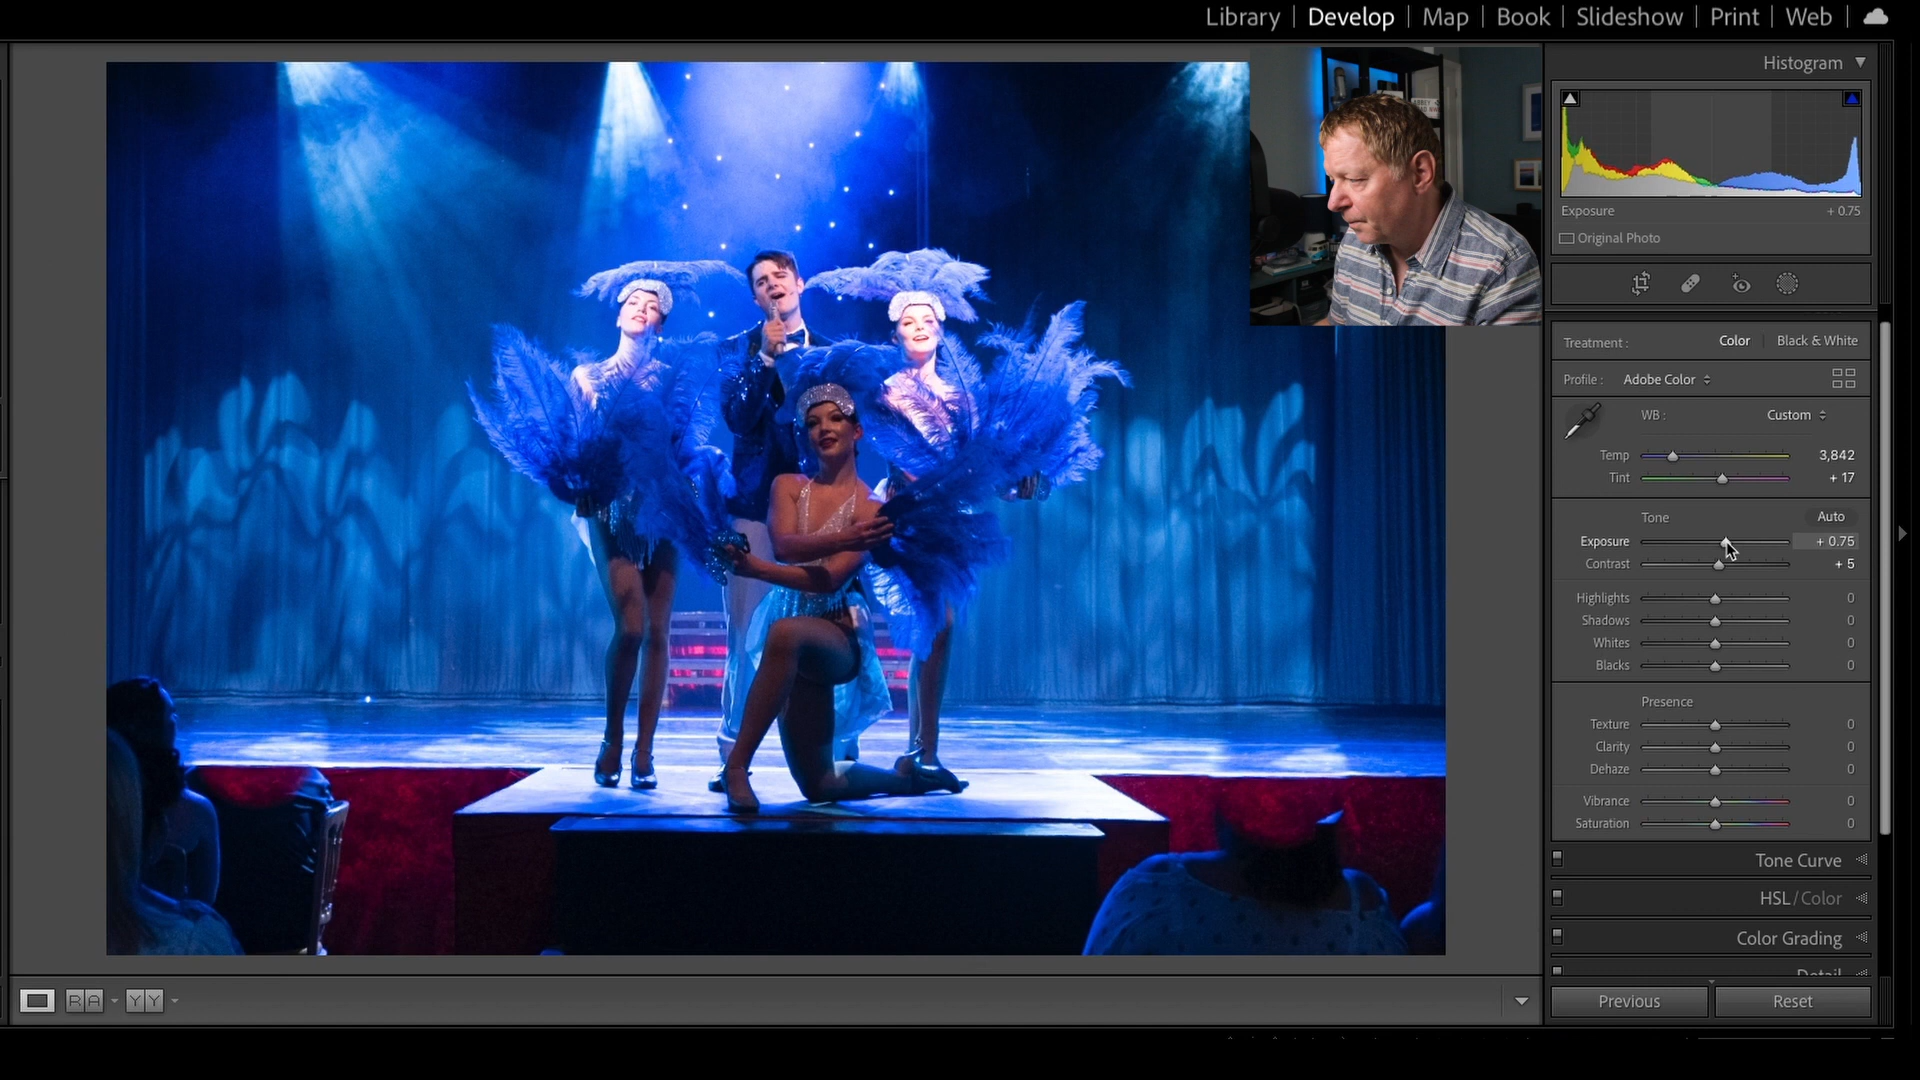 Library | Develop | Map | Book | Slideshow | Print | Web |
Histogram
Exposure + 0.75
Original Photo
Treatment : Color | Black & White
Profile : Adobe Color
WB : Custom
Temp 3,842
Tint + 17
Tone Auto
Exposure + 0.75
Contrast + 5
Highlights 0
Shadows 0
Whites 0
Blacks 0
Presence
Texture 0
Clarity 0
Dehaze 0
Vibrance 0
Saturation 0
Tone Curve
HSL / Color
Color Grading
Detail
R A Y Y
Previous Reset